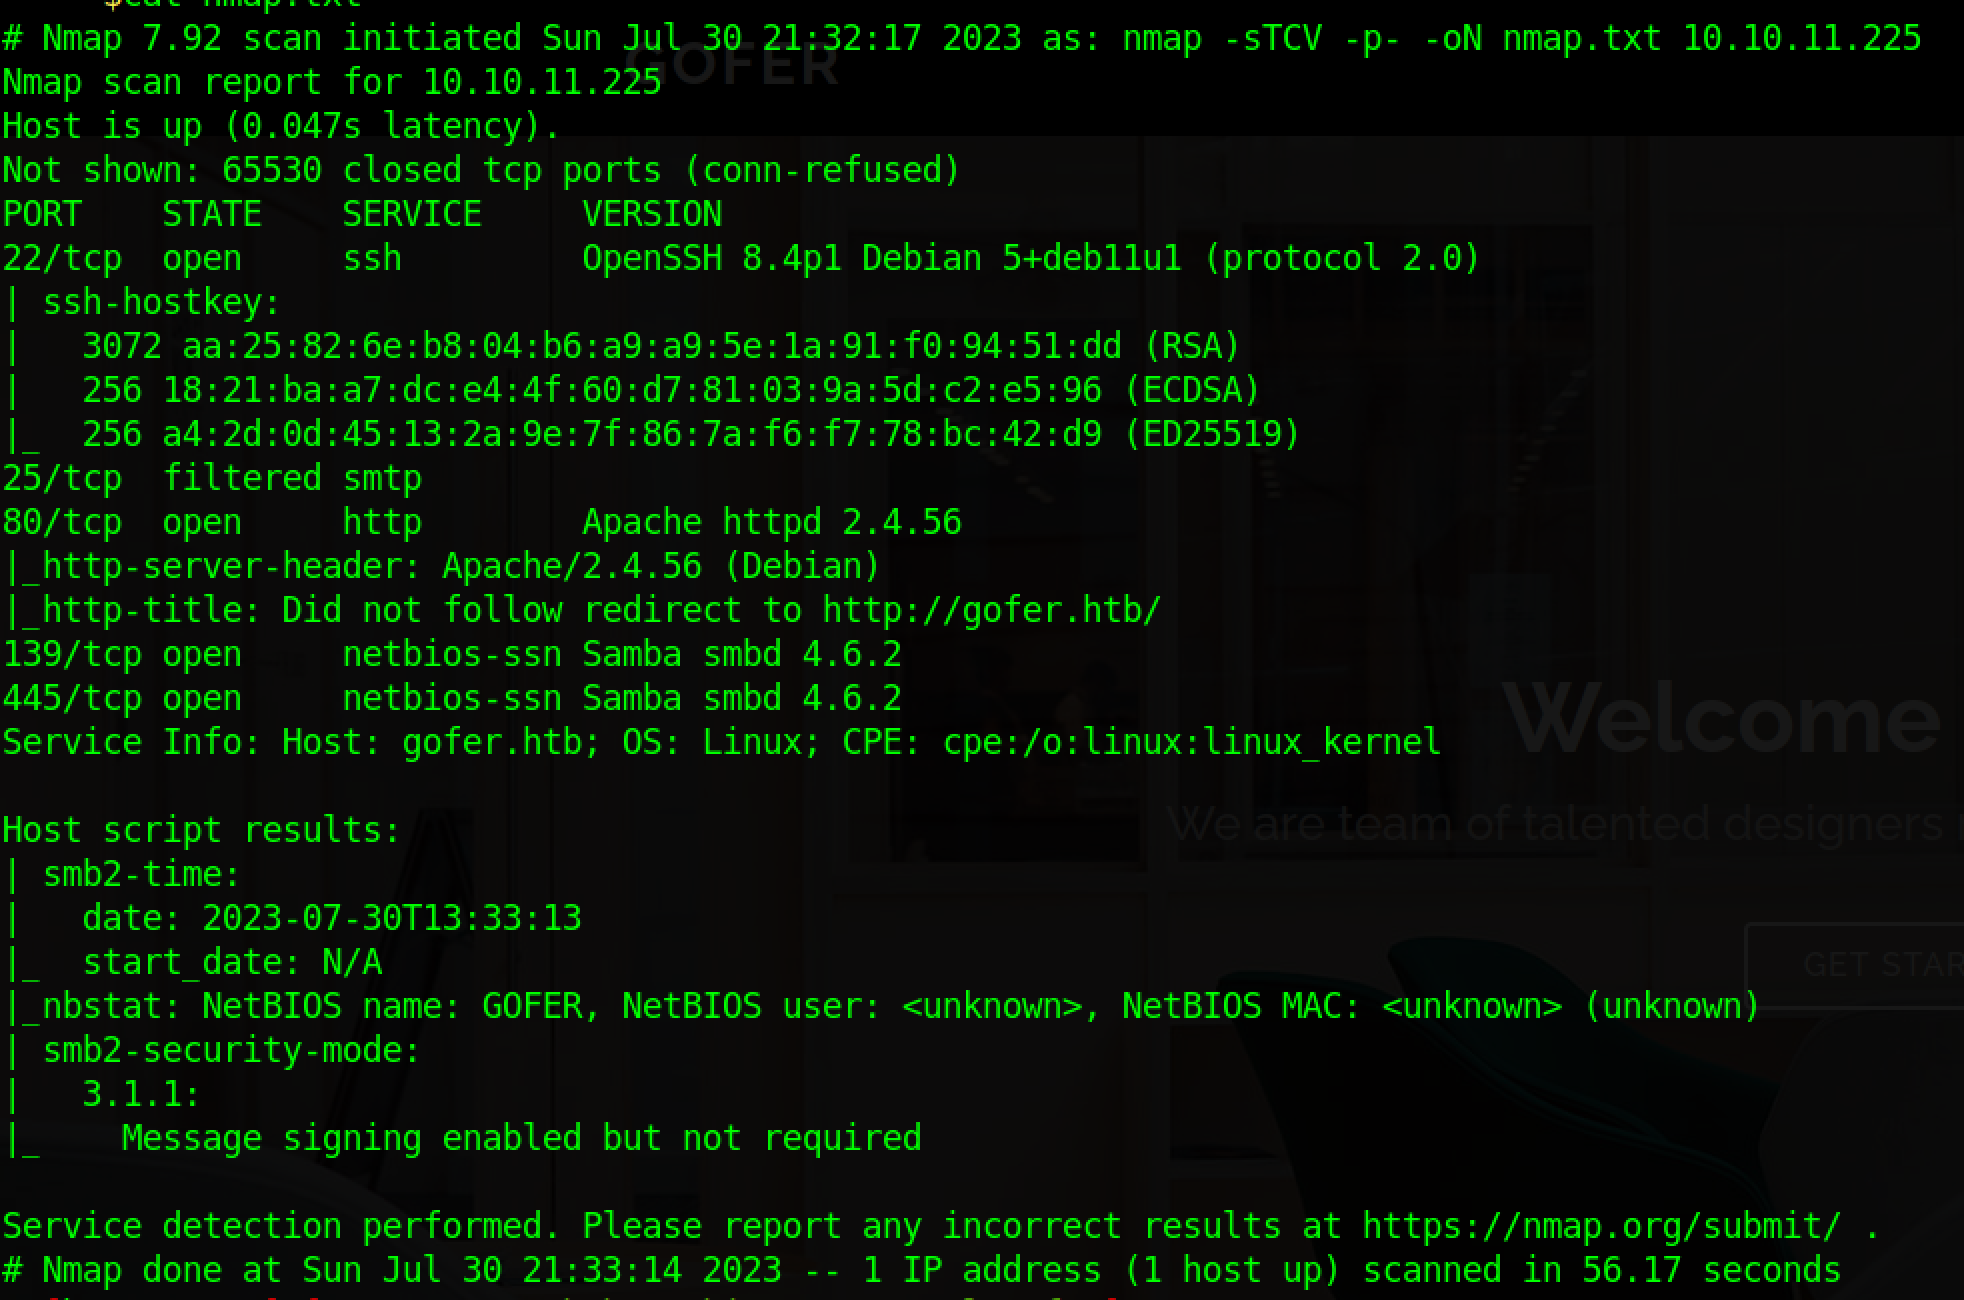 $cat nmap.txt
# Nmap 7.92 scan initiated Sun Jul 30 21:32:17 2023 as: nmap -sTCV -p- -oN nmap.txt 10.10.11.225
GOFER
Nmap scan report for 10.10.11.225
Host is up (0.047s latency).
Not shown: 65530 closed tcp ports (conn-refused)
PORT    STATE    SERVICE     VERSION
22/tcp  open     ssh         OpenSSH 8.4p1 Debian 5+deb11u1 (protocol 2.0)
| ssh-hostkey:
|   3072 aa:25:82:6e:b8:04:b6:a9:a9:5e:1a:91:f0:94:51:dd (RSA)
|   256 18:21:ba:a7:dc:e4:4f:60:d7:81:03:9a:5d:c2:e5:96 (ECDSA)
|_  256 a4:2d:0d:45:13:2a:9e:7f:86:7a:f6:f7:78:bc:42:d9 (ED25519)
25/tcp  filtered smtp
80/tcp  open     http        Apache httpd 2.4.56
|_http-server-header: Apache/2.4.56 (Debian)
|_http-title: Did not follow redirect to http://gofer.htb/
139/tcp open     netbios-ssn Samba smbd 4.6.2
445/tcp open     netbios-ssn Samba smbd 4.6.2
Service Info: Host: gofer.htb; OS: Linux; CPE: cpe:/o:linux:linux_kernel
Welcome
We are team of talented designers
Host script results:
| smb2-time:
|   date: 2023-07-30T13:33:13
|_  start_date: N/A
GET STAR
|_nbstat: NetBIOS name: GOFER, NetBIOS user: <unknown>, NetBIOS MAC: <unknown> (unknown)
| smb2-security-mode:
|   3.1.1:
|_    Message signing enabled but not required
Service detection performed. Please report any incorrect results at https://nmap.org/submit/ .
# Nmap done at Sun Jul 30 21:33:14 2023 -- 1 IP address (1 host up) scanned in 56.17 seconds